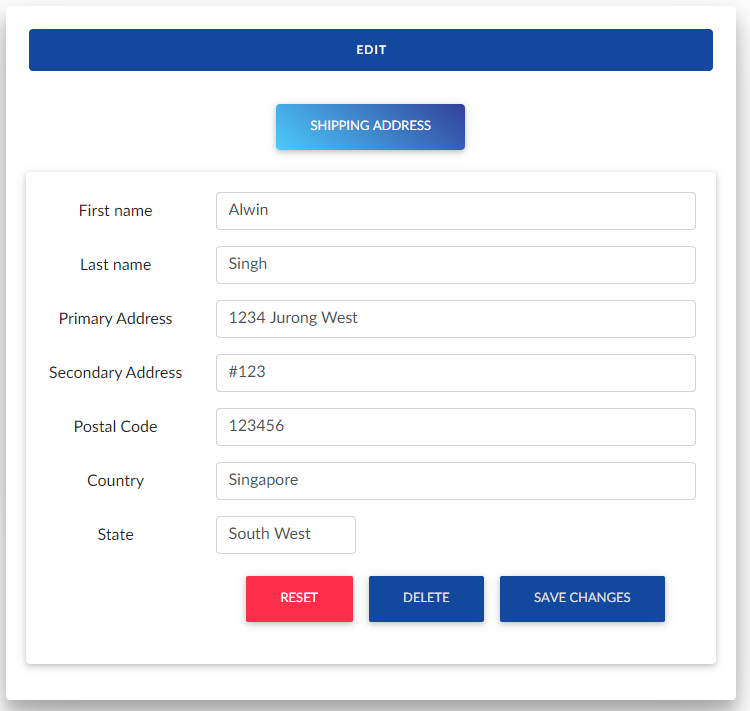 EDIT
SHIPPING ADDRESS
First name Alwin
Last name Singh
Primary Address 1234 Jurong West
Secondary Address #123
Postal Code 123456
Country Singapore
State South West
RESET DELETE SAVE CHANGES